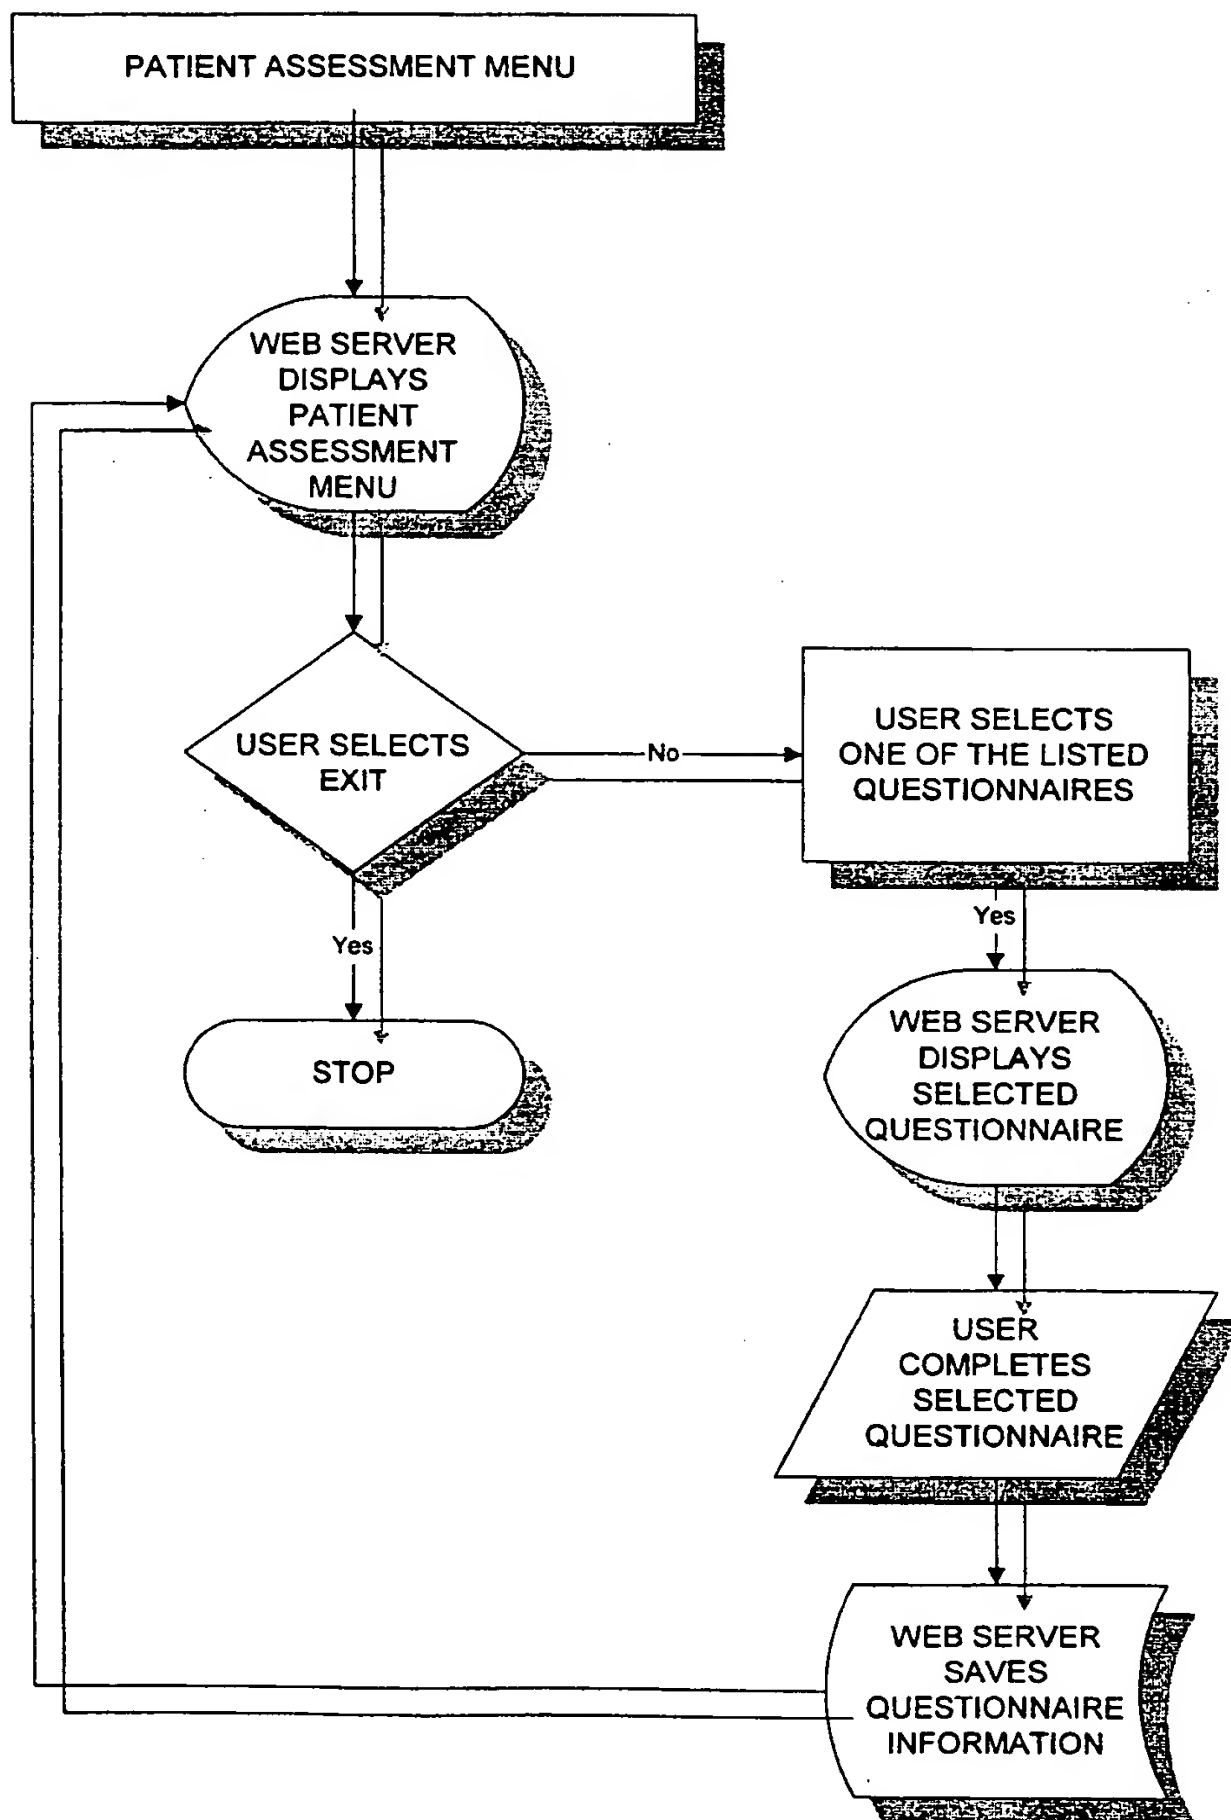 PATIENT ASSESSMENT MENU
WEB SERVER
DISPLAYS
PATIENT
ASSESSMENT
MENU
USER SELECTS
EXIT
No
USER SELECTS
ONE OF THE LISTED
QUESTIONNAIRES
Yes
STOP
Yes
WEB SERVER
DISPLAYS
SELECTED
QUESTIONNAIRE
USER
COMPLETES
SELECTED
QUESTIONNAIRE
WEB SERVER
SAVES
QUESTIONNAIRE
INFORMATION